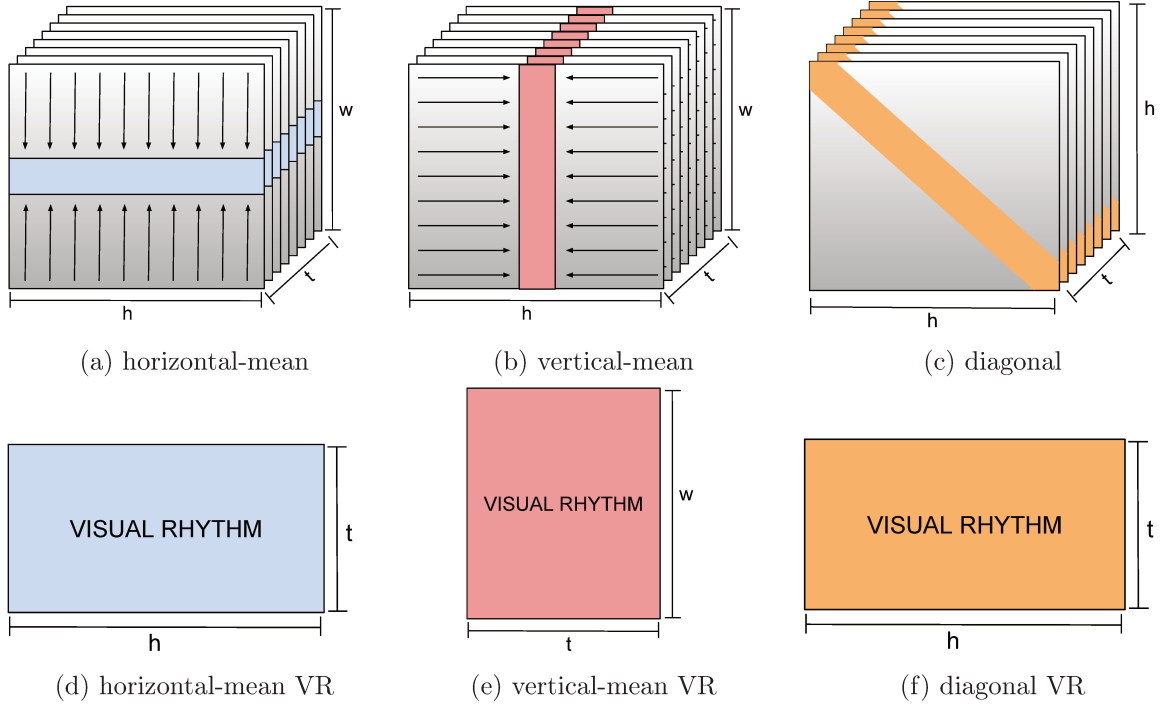 w
t
h
(a) horizontal-mean
w
t
h
(b) vertical-mean
h
t
h
(c) diagonal
VISUAL RHYTHM
t
h
(d) horizontal-mean VR
VISUAL RHYTHM
w
t
(e) vertical-mean VR
VISUAL RHYTHM
t
h
(f) diagonal VR